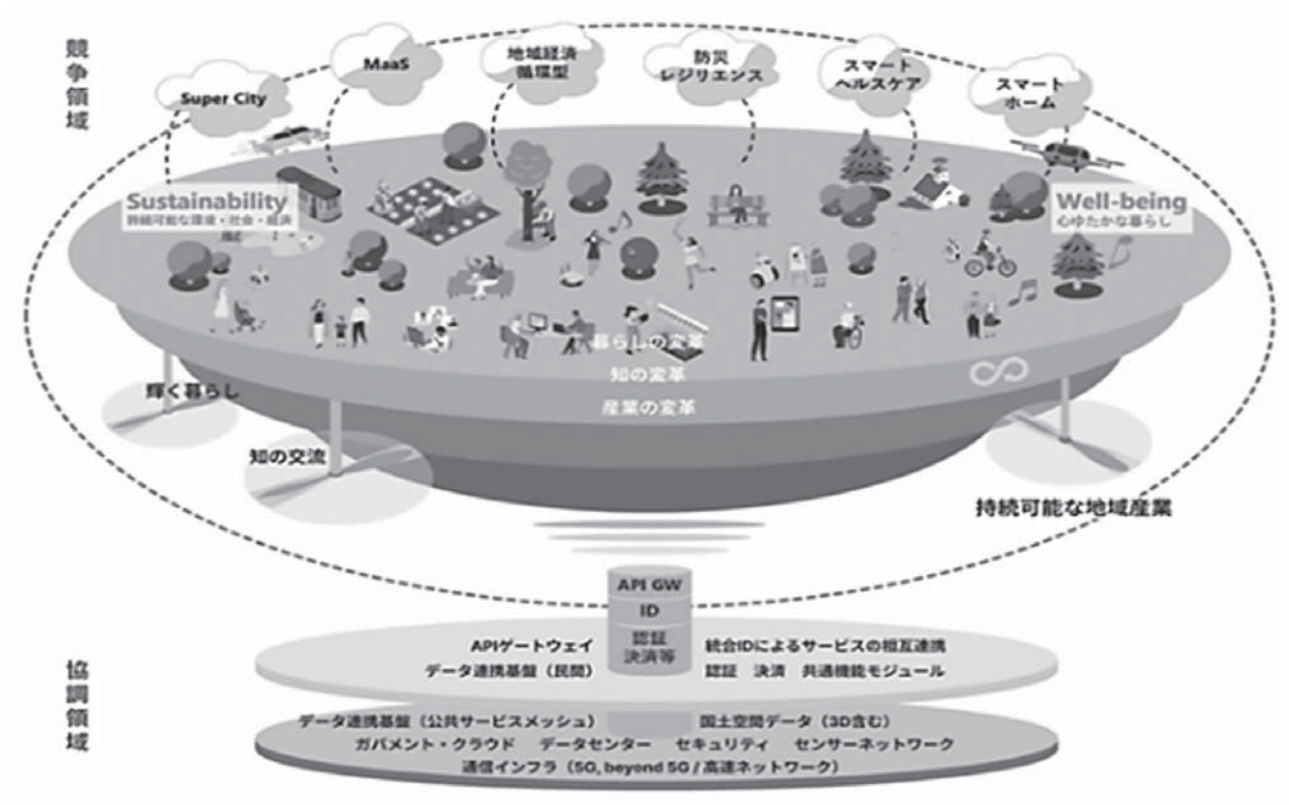 競争領域
Super City
MaaS
地域経済
循環型
防災
レジリエンス
スマート
ヘルスケア
スマート
ホーム
Sustainability
持続可能な環境・社会・経済
Well-being
心ゆたかな暮らし
暮らしの変革
知の変革
産業の変革
輝く暮らし
知の交流
持続可能な地域産業
協調領域
API GW
ID
認証
決済等
APIゲートウェイ
データ連携基盤（民間）
統合IDによるサービスの相互連携
認証 決済 共通機能モジュール
データ連携基盤（公共サービスメッシュ）
国土空間データ（3D含む）
ガバメント・クラウド データセンター セキュリティ センサーネットワーク
通信インフラ（5G, beyond 5G / 高速ネットワーク）